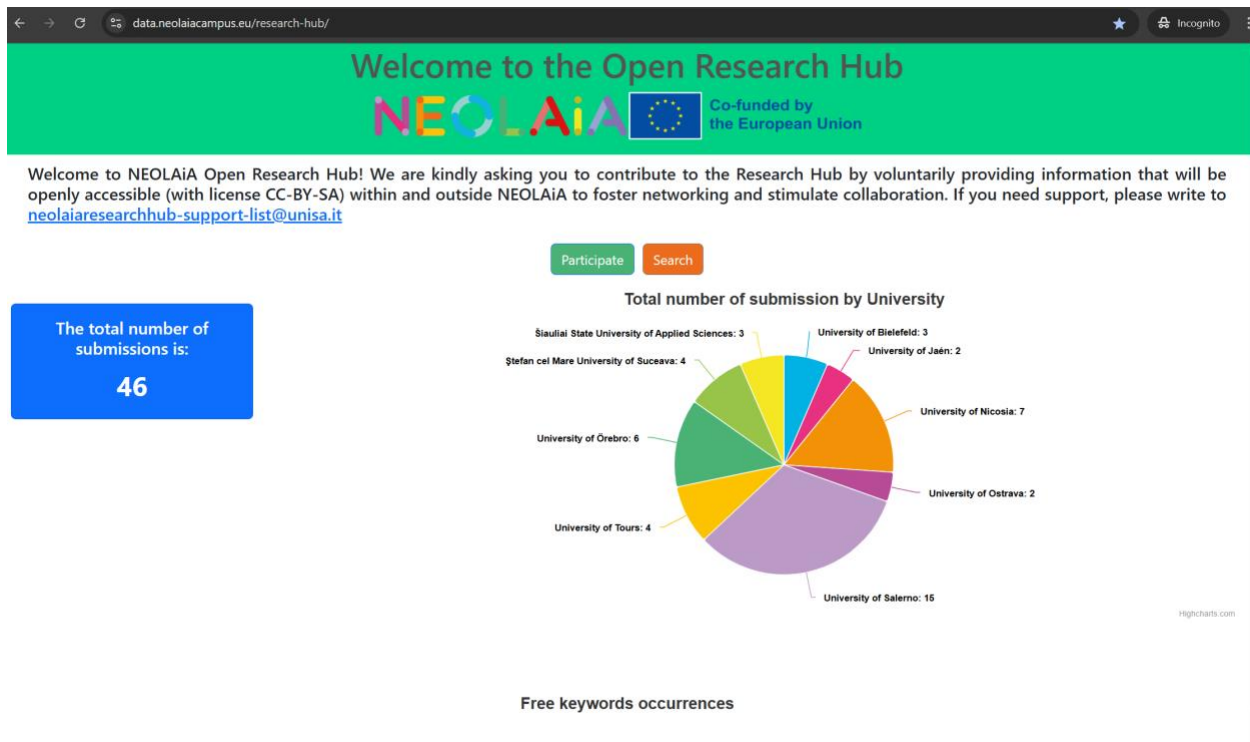 data.neolaiacampus.eu/research-hub/
Incognito
Welcome to the Open Research Hub
NEOLAiA
Co-funded by
the European Union
Welcome to NEOLAiA Open Research Hub! We are kindly asking you to contribute to the Research Hub by voluntarily providing information that will be
openly accessible (with license CC-BY-SA) within and outside NEOLAiA to foster networking and stimulate collaboration. If you need support, please write to
neolaiaresearchhub-support-list@unisa.it
Participate
Search
The total number of
submissions is:
46
Total number of submission by University
Šiauliai State University of Applied Sciences: 3
University of Bielefeld: 3
University of Jaén: 2
Ștefan cel Mare University of Suceava: 4
University of Nicosia: 7
University of Örebro: 6
University of Ostrava: 2
University of Tours: 4
University of Salerno: 15
Highcharts.com
Free keywords occurrences